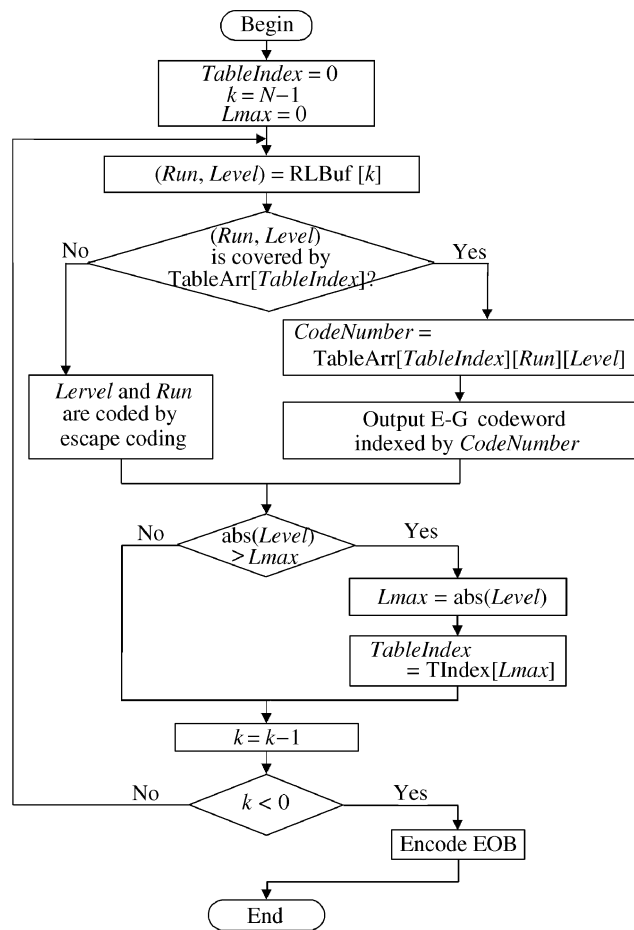 Begin
TableIndex = 0
k = N−1
Lmax = 0
(Run, Level) = RLBuf [k]
(Run, Level)
is covered by
TableArr[TableIndex]?
No
Yes
CodeNumber =
TableArr[TableIndex][Run][Level]
Lervel and Run
are coded by
escape coding
Output E-G codeword
indexed by CodeNumber
abs(Level)
> Lmax
No
Yes
Lmax = abs(Level)
TableIndex
= TIndex[Lmax]
k = k−1
k < 0
No
Yes
Encode EOB
End